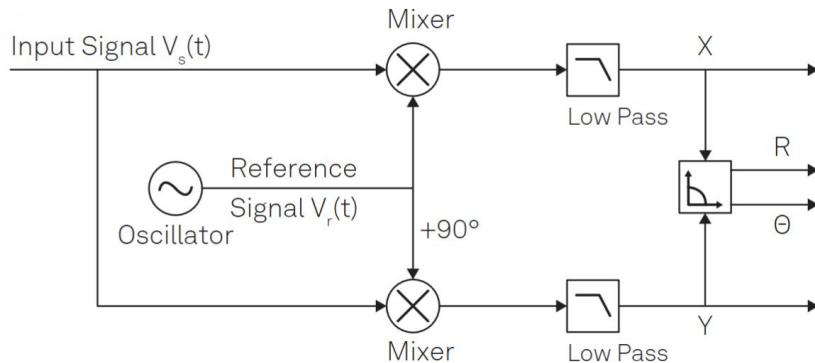 Mixer
Input Signal Vₛ(t)
X
Low Pass
Reference
R
Signal Vᵣ(t)
Θ
Oscillator
+90°
Y
Mixer
Low Pass